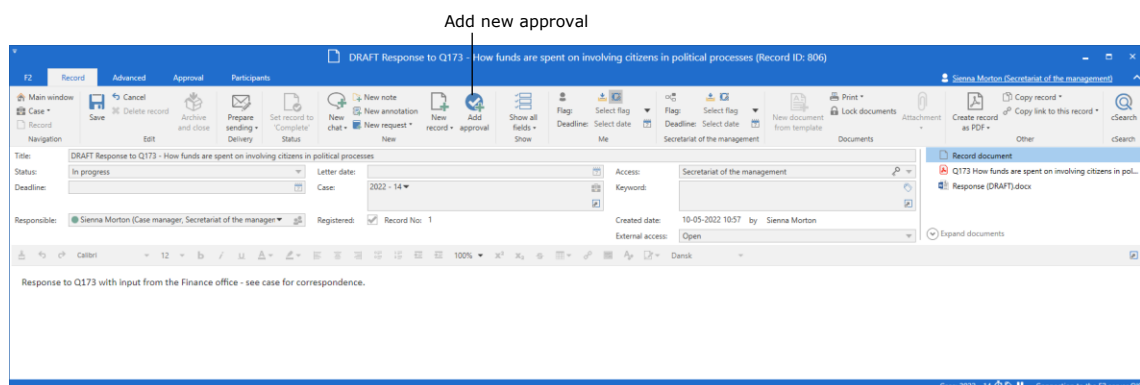 Add new approval
DRAFT Response to Q173 - How funds are spent on involving citizens in political processes (Record ID: 806)
F2 Record Advanced Approval Participants Sienna Morton (Secretariat of the management)
Main window
Case
Record
Navigation
Save
Cancel
Delete record
Archive and close
Edit
Prepare sending
Delivery
Set record to 'Complete'
Status
New chat
New note
New annotation
New request
New record
Add approval
New
Show all fields
Show
Flag: Select flag
Deadline: Select date
Me
Flag: Select flag
Deadline: Select date
Secretariat of the management
New document from template
Print
Lock documents
Attachment
Documents
Create record as PDF
Copy record
Copy link to this record
Other
cSearch
cSearch
Title: DRAFT Response to Q173 - How funds are spent on involving citizens in political processes
Status: In progress Letter date: Access: Secretariat of the management
Deadline: Case: 2022 - 14 Keyword:
Responsible: Sienna Morton (Case manager, Secretariat of the managen Registered: Record No: 1 Created date: 10-05-2022 10:57 by Sienna Morton
External access: Open
Record document
Q173 How funds are spent on involving citizens in pol...
Response (DRAFT).docx
Expand documents
Calibri 12 b / u 100% x² x₂ Dansk
Response to Q173 with input from the Finance office - see case for correspondence.